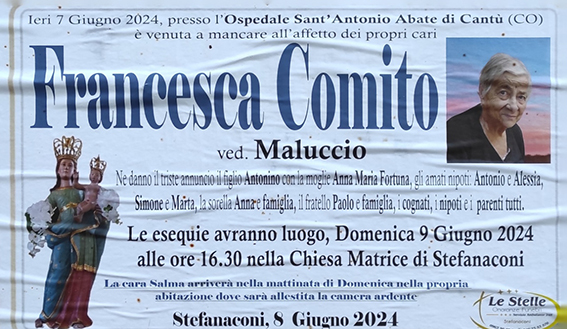 Ieri 7 Giugno 2024, presso l'Ospedale Sant'Antonio Abate di Cantù (CO)
è venuta a mancare all'affetto dei propri cari
Francesca Comito
ved. Maluccio
Ne danno il triste annuncio il figlio Antonino con la moglie Anna Maria Fortuna, gli amati nipoti: Antonio e Alessia,
Simone e Marta, la sorella Anna e famiglia, il fratello Paolo e famiglia, i cognati, i nipoti e i parenti tutti.
Le esequie avranno luogo, Domenica 9 Giugno 2024
alle ore 16.30 nella Chiesa Matrice di Stefanaconi
La cara Salma arriverà nella mattinata di Domenica nella propria
abitazione dove sarà allestita la camera ardente
Stefanaconi, 8 Giugno 2024
Le Stelle
Onoranze Funebri
Stefanaconi